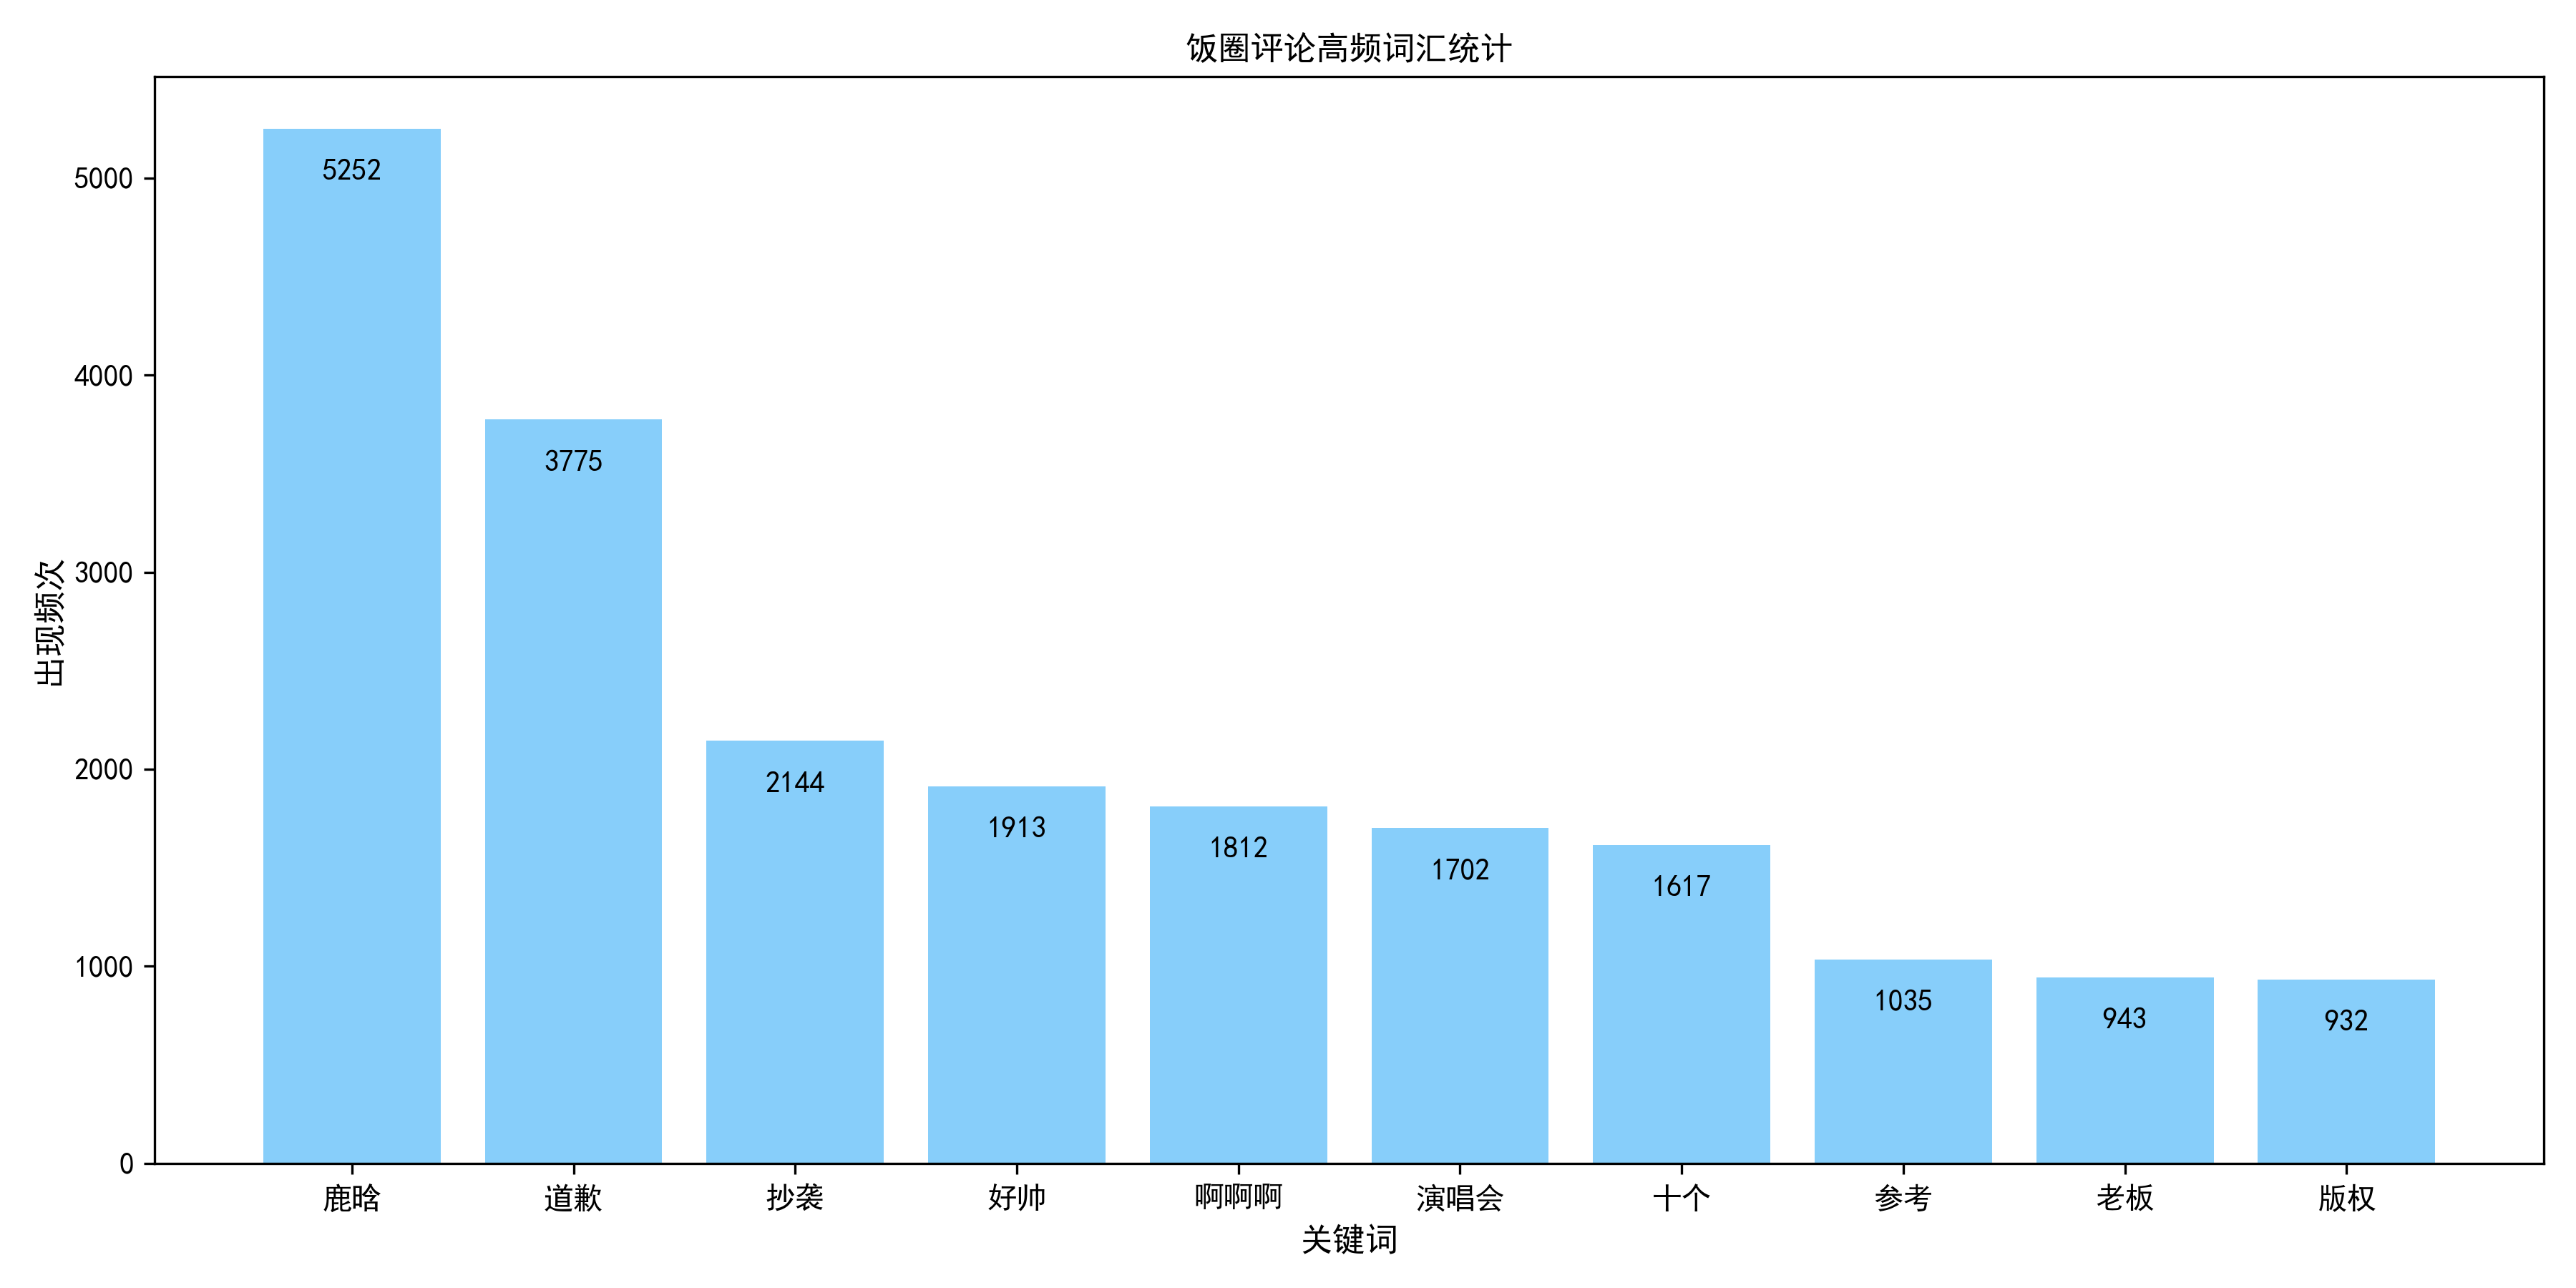 饭圈评论高频词汇统计
出现频次
5000
4000
3000
2000
1000
0
5252
3775
2144
1913
1812
1702
1617
1035
943
932
鹿晗
道歉
抄袭
好帅
啊啊啊
演唱会
十个
参考
老板
版权
关键词